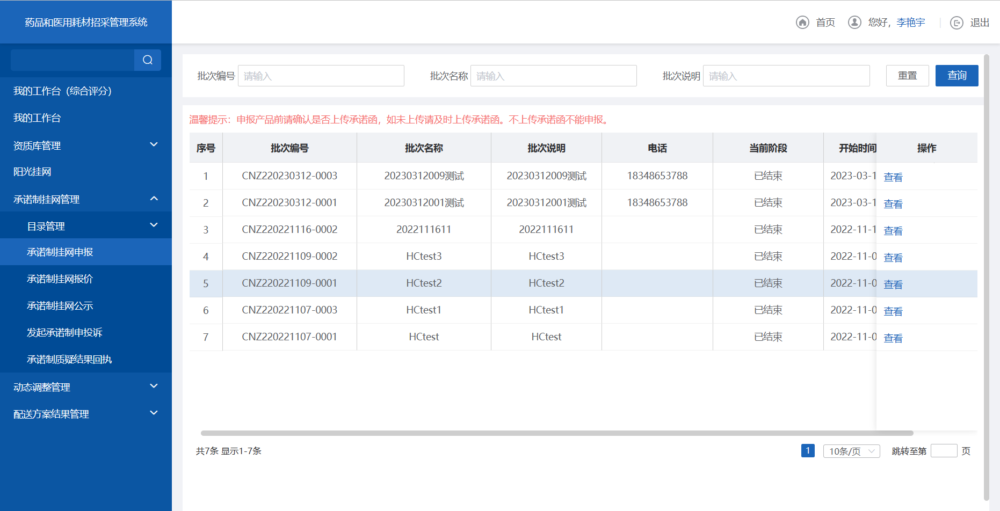 药品和医用耗材招采管理系统
首页 您好，李艳宇 退出
我的工作台（综合评分）
我的工作台
资质库管理
阳光挂网
承诺制挂网管理
目录管理
承诺制挂网申报
承诺制挂网报价
承诺制挂网公示
发起承诺制申投诉
承诺制质疑结果回执
动态调整管理
配送方案结果管理
批次编号 请输入 批次名称 请输入 批次说明 请输入 重置 查询
温馨提示：申报产品前请确认是否上传承诺函，如未上传请及时上传承诺函。不上传承诺函不能申报。
序号 批次编号 批次名称 批次说明 电话 当前阶段 开始时间 操作
1 CNZ220230312-0003 20230312009测试 20230312009测试 18348653788 已结束 2023-03-1 查看
2 CNZ220230312-0001 20230312001测试 20230312001测试 18348653788 已结束 2023-03-1 查看
3 CNZ220221116-0002 2022111611 2022111611 已结束 2022-11-1 查看
4 CNZ220221109-0002 HCtest3 HCtest3 已结束 2022-11-0 查看
5 CNZ220221109-0001 HCtest2 HCtest2 已结束 2022-11-0 查看
6 CNZ220221107-0003 HCtest1 HCtest1 已结束 2022-11-0 查看
7 CNZ220221107-0001 HCtest HCtest 已结束 2022-11-0 查看
共7条 显示1-7条 1 10条/页 跳转至第 页